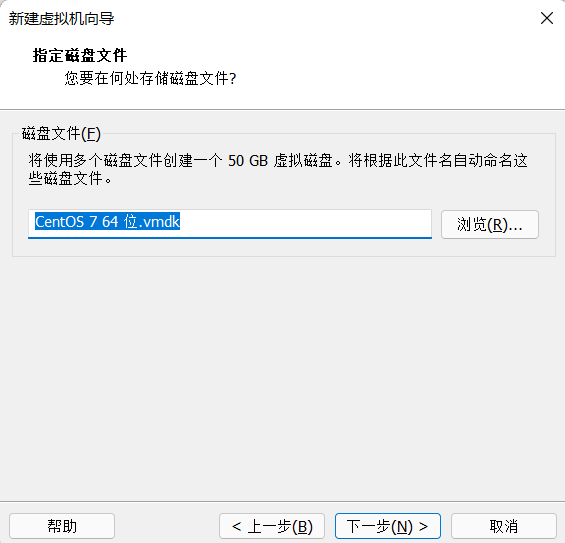 新建虚拟机向导
指定磁盘文件
您要在何处存储磁盘文件?
磁盘文件(F)
将使用多个磁盘文件创建一个 50 GB 虚拟磁盘。将根据此文件名自动命名这
些磁盘文件。
CentOS 7 64 位.vmdk
浏览(R)...
帮助
< 上一步(B)
下一步(N) >
取消